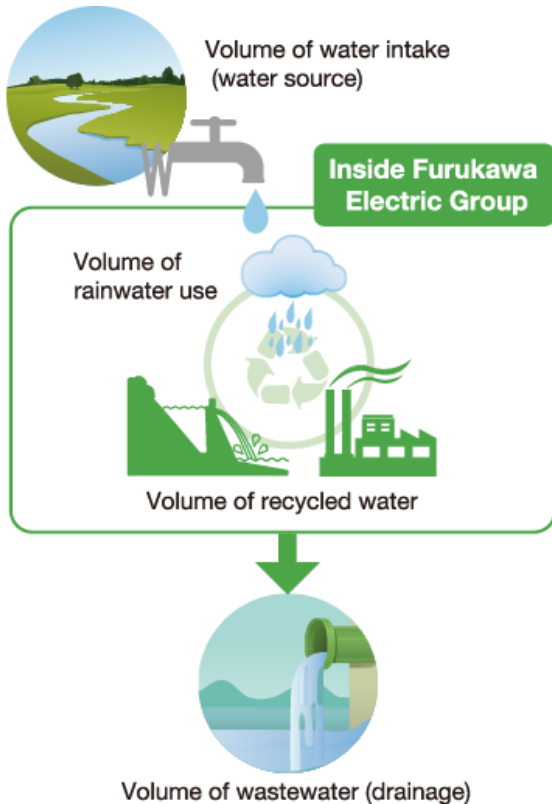 Volume of water intake
(water source)
Inside Furukawa
Electric Group
Volume of
rainwater use
Volume of recycled water
Volume of wastewater (drainage)